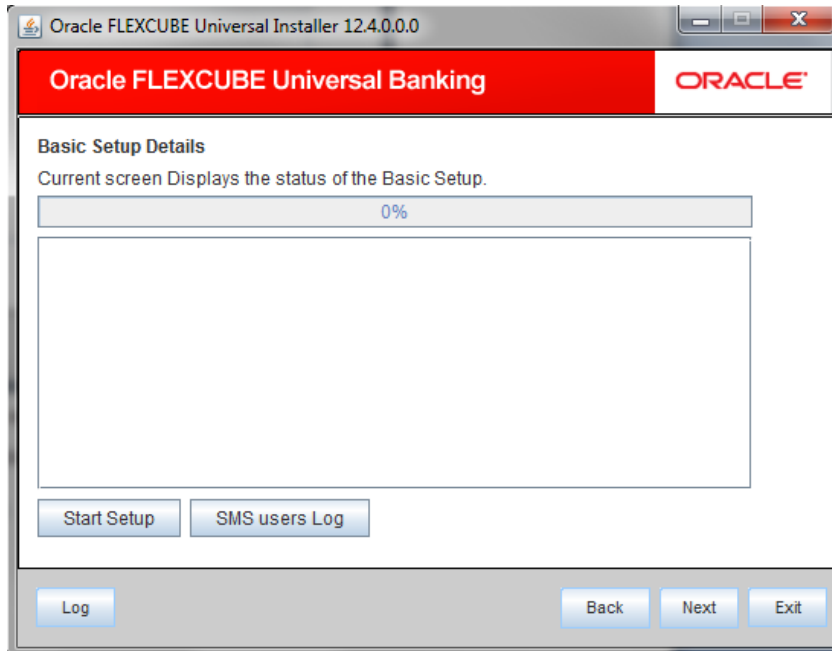 Oracle FLEXCUBE Universal Installer 12.4.0.0.0
Oracle FLEXCUBE Universal Banking
ORACLE'
Basic Setup Details
Current screen Displays the status of the Basic Setup.
0%
Start Setup SMS users Log
Log Back Next Exit